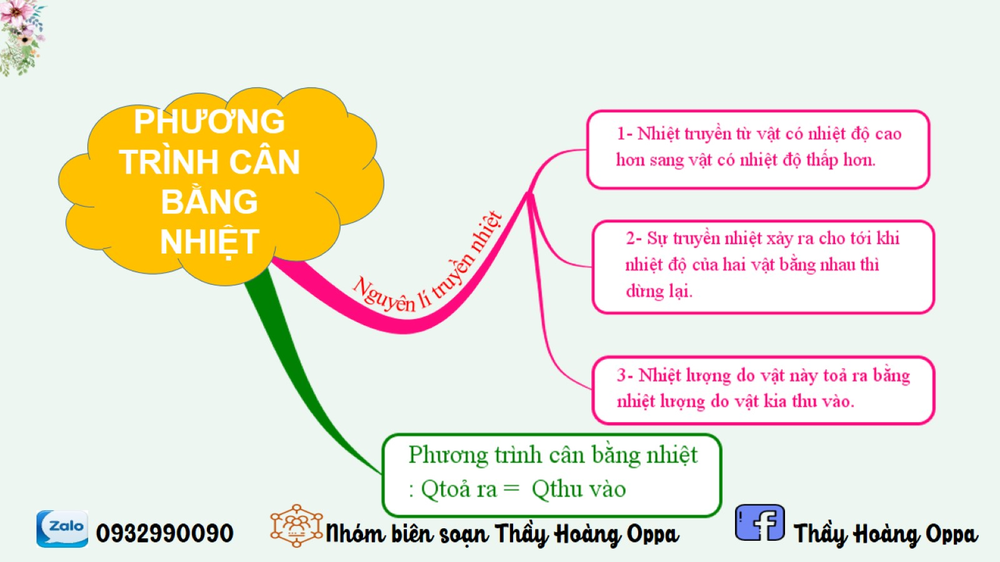 PHƯƠNG
TRÌNH CÂN
BẰNG
NHIỆT
Nguyên lí truyền nhiệt
1- Nhiệt truyền từ vật có nhiệt độ cao
hơn sang vật có nhiệt độ thấp hơn.
2- Sự truyền nhiệt xảy ra cho tới khi
nhiệt độ của hai vật bằng nhau thì
dừng lại.
3- Nhiệt lượng do vật này toả ra bằng
nhiệt lượng do vật kia thu vào.
Phương trình cân bằng nhiệt
: Qtoả ra = Qthu vào
Zalo 0932990090 Nhóm biên soạn Thầy Hoàng Oppa ! f Thầy Hoàng Oppa